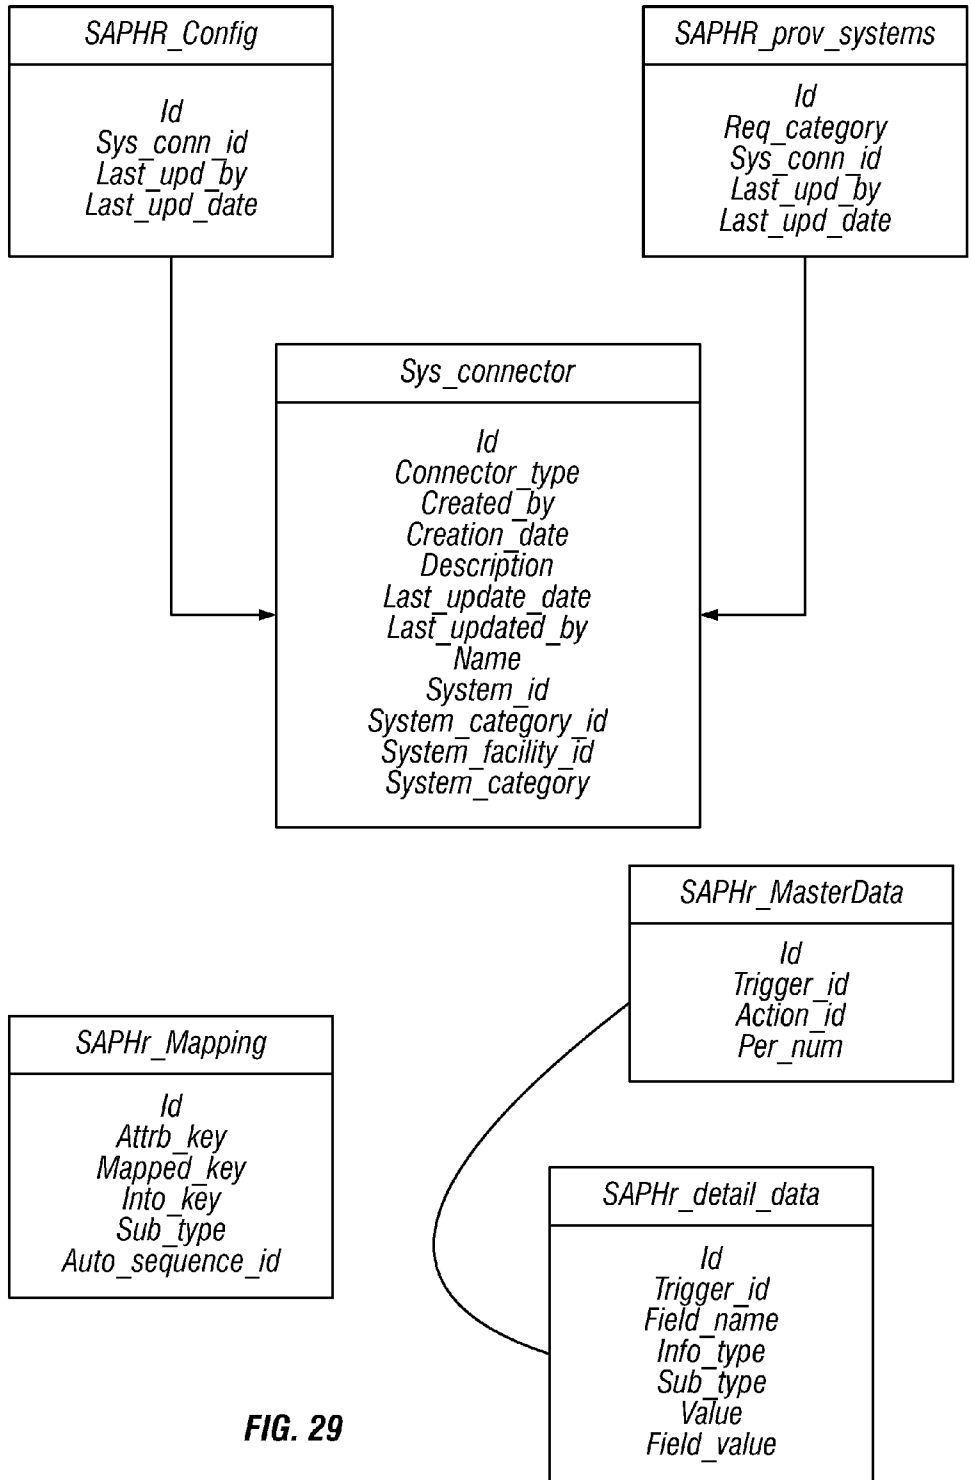 SAPHR_Config
Id
Sys_conn_id
Last_upd_by
Last_upd_date
SAPHR_prov_systems
Id
Req_category
Sys_conn_id
Last_upd_by
Last_upd_date
Sys_connector
Id
Connector_type
Created_by
Creation_date
Description
Last_update_date
Last_updated_by
Name
System_id
System_category_id
System_facility_id
System_category
SAPHr_MasterData
Id
Trigger_id
Action_id
Per_num
SAPHr_Mapping
Id
Attrb_key
Mapped_key
Into_key
Sub_type
Auto_sequence_id
SAPHr_detail_data
Id
Trigger_id
Field_name
Info_type
Sub_type
Value
Field_value
FIG. 29